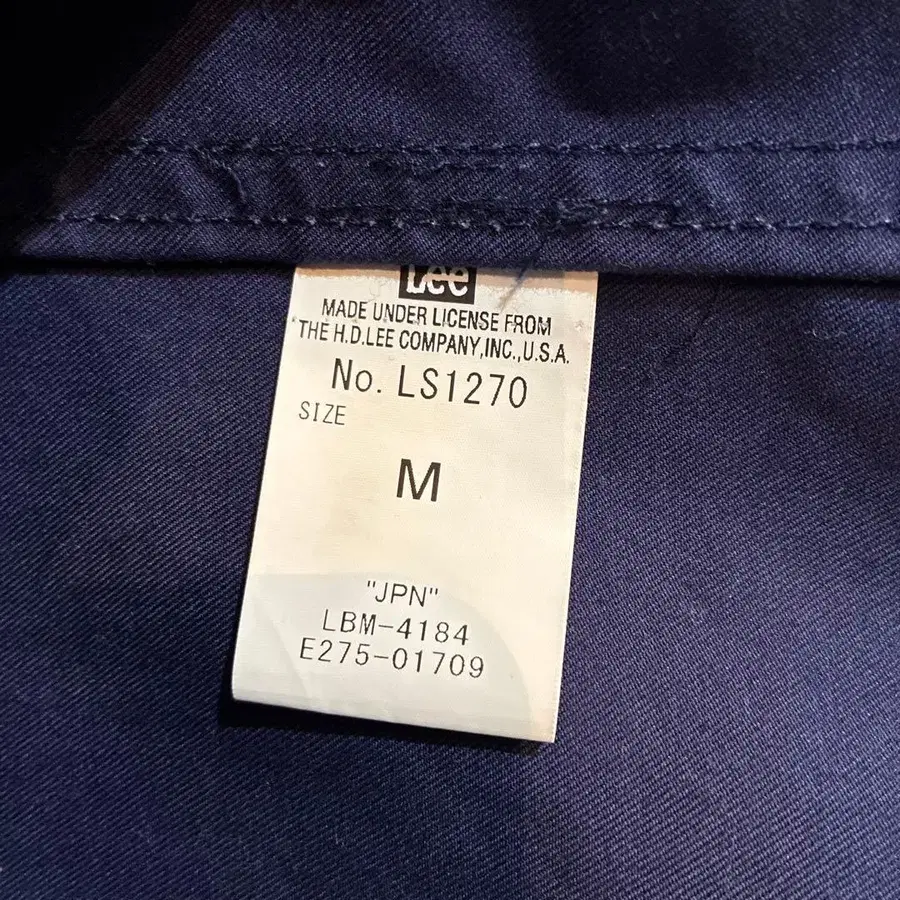 Lee
MADE UNDER LICENSE FROM
THE H.D.LEE COMPANY,INC.,U.S.A.
No. LS1270
SIZE
M
"JPN"
LBM-4184
E275-01709